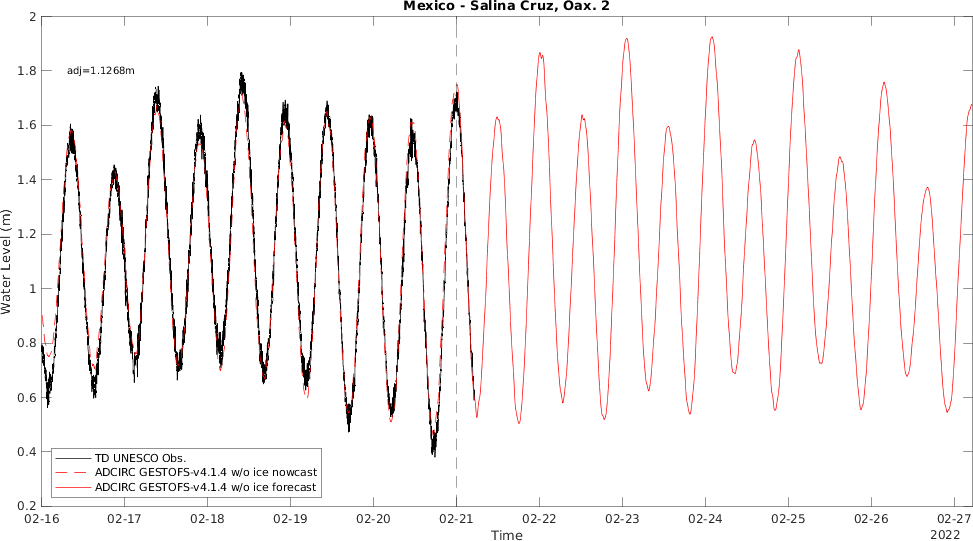 Mexico - Salina Cruz, Oax. 2
2
1.8
1.6
1.4
1.2
1
0.8
0.6
0.4
0.2
Water Level (m)
adj=1.1268m
TD UNESCO Obs.
ADCIRC GESTOFS-v4.1.4 w/o ice nowcast
ADCIRC GESTOFS-v4.1.4 w/o ice forecast
02-16 02-17 02-18 02-19 02-20 02-21 02-22 02-23 02-24 02-25 02-26 02-27
Time
2022